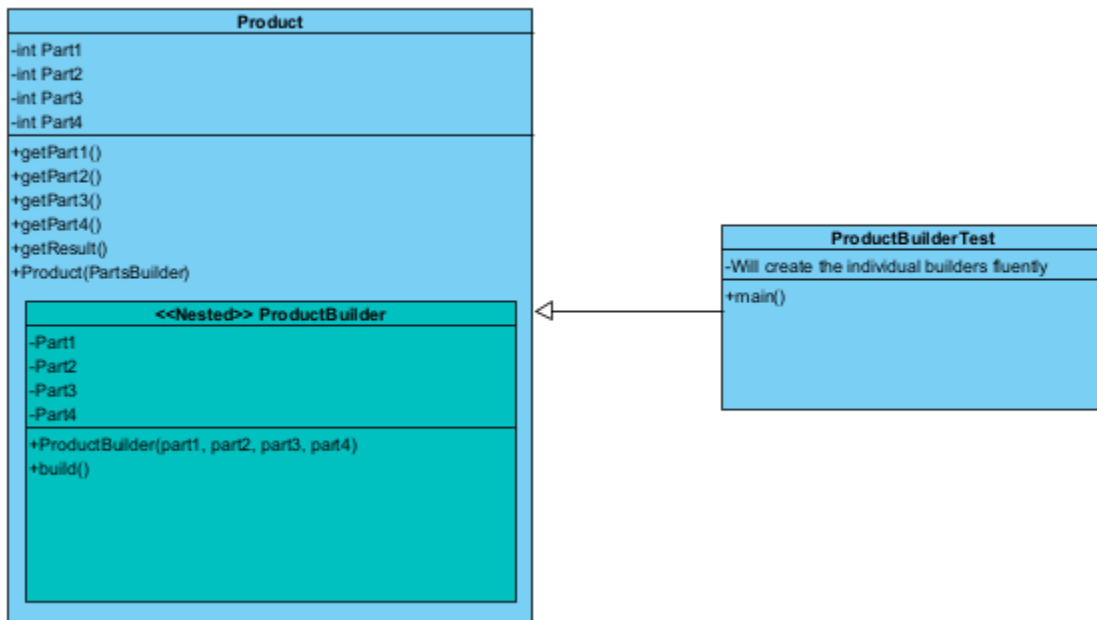 Product
-int Part1
-int Part2
-int Part3
-int Part4
+getPart1()
+getPart2()
+getPart3()
+getPart4()
+getResult()
+Product(PartsBuilder)
<<Nested>> ProductBuilder
-Part1
-Part2
-Part3
-Part4
+ProductBuilder(part1, part2, part3, part4)
+build()
ProductBuilderTest
-Will create the individual builders fluently
+main()